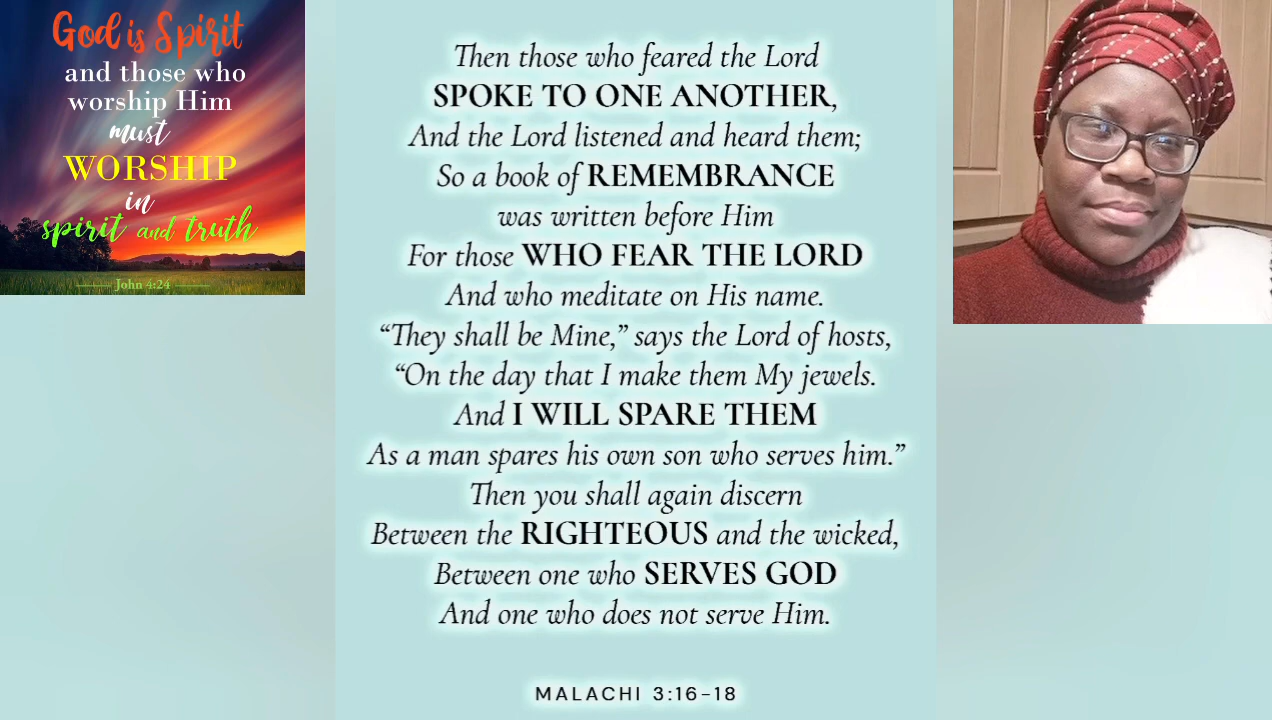 God is Spirit
and those who
worship Him
must
WORSHIP
in
spirit and truth
John 4:24
Then those who feared the Lord
SPOKE TO ONE ANOTHER,
And the Lord listened and heard them;
So a book of REMEMBRANCE
was written before Him
For those WHO FEAR THE LORD
And who meditate on His name.
“They shall be Mine,” says the Lord of hosts,
“On the day that I make them My jewels.
And I WILL SPARE THEM
As a man spares his own son who serves him.”
Then you shall again discern
Between the RIGHTEOUS and the wicked,
Between one who SERVES GOD
And one who does not serve Him.
MALACHI 3:16-18